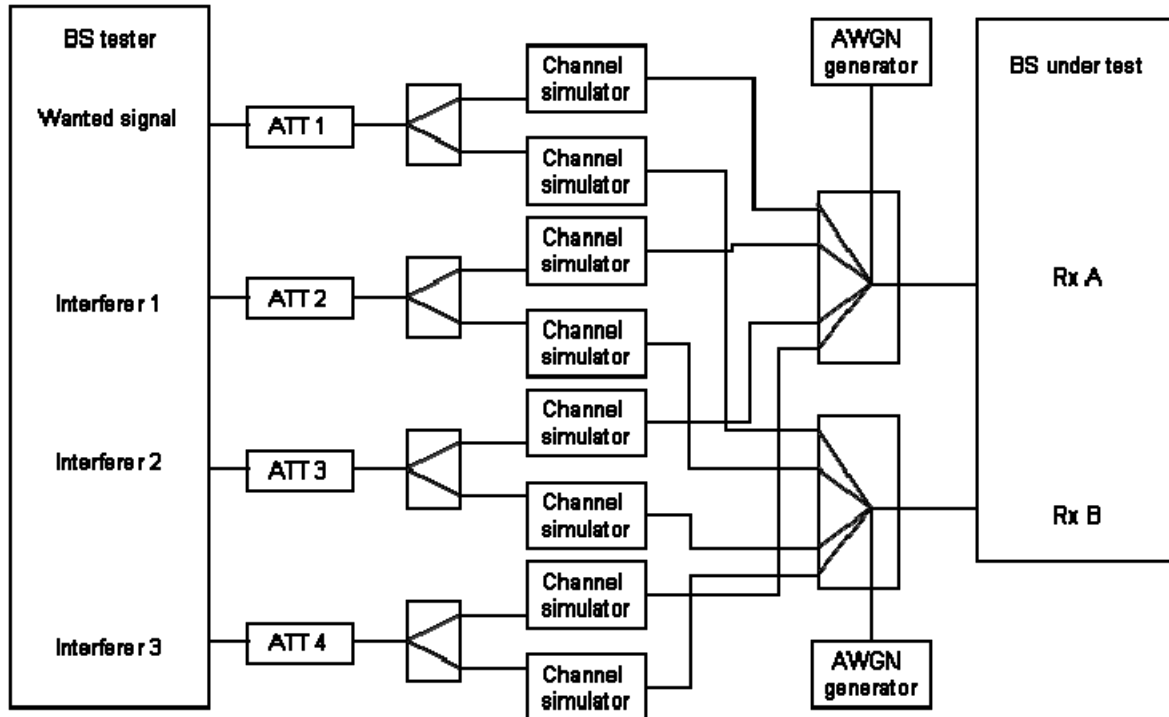 BS tester
Wanted signal
Interferer 1
Interferer 2
Interferer 3
ATT 1
ATT 2
ATT 3
ATT 4
Channel
simulator
Channel
simulator
Channel
simulator
Channel
simulator
Channel
simulator
Channel
simulator
Channel
simulator
Channel
simulator
AWGN
generator
AWGN
generator
BS under test
Rx A
Rx B